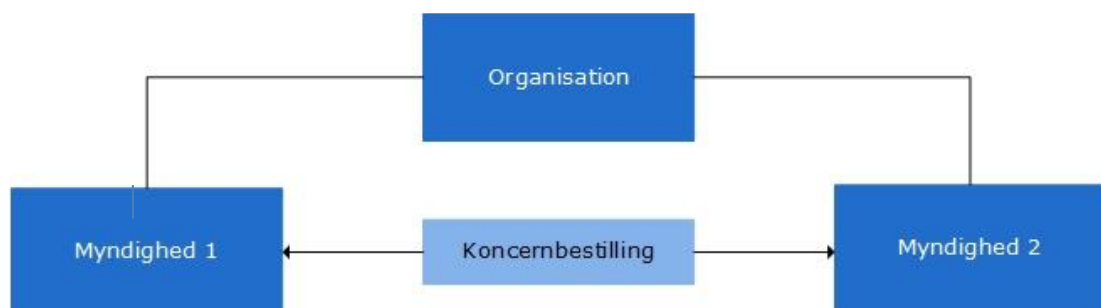 Organisation
Myndighed 1
Koncernbestilling
Myndighed 2